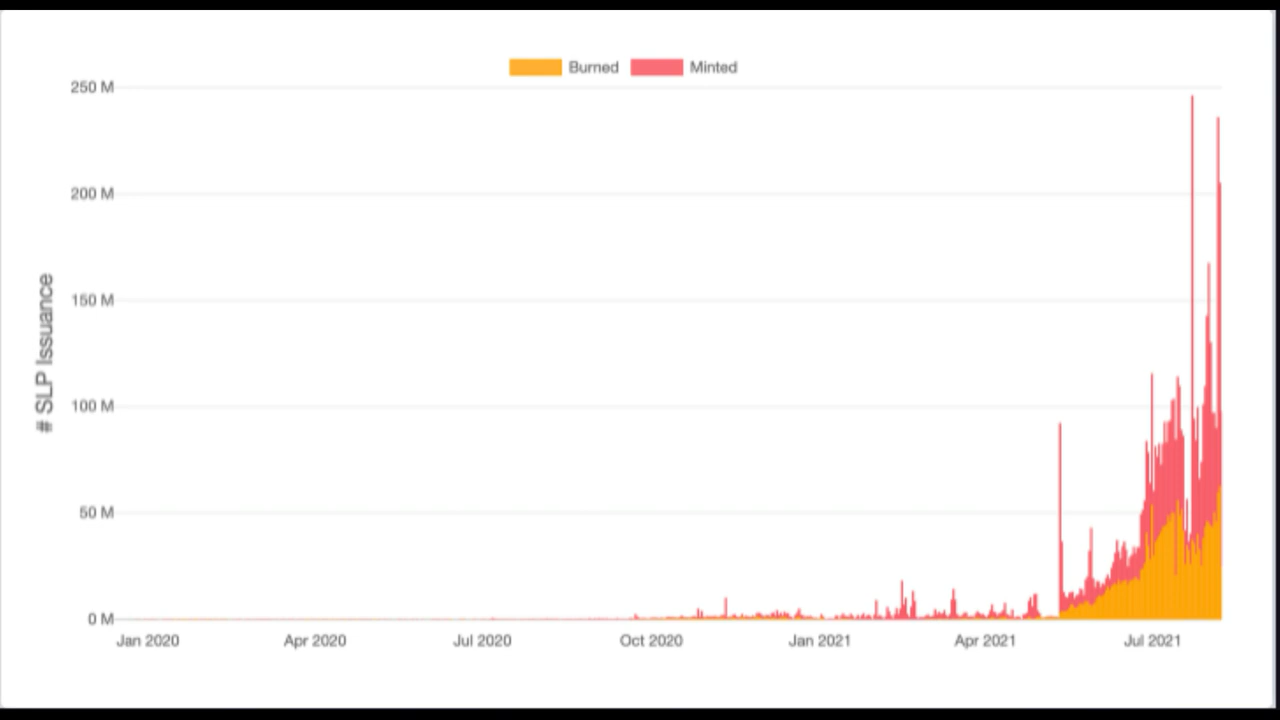 Burned Minted
250 M
200 M
150 M
100 M
50 M
0 M
# SLP Issuance
Jan 2020 Apr 2020 Jul 2020 Oct 2020 Jan 2021 Apr 2021 Jul 2021